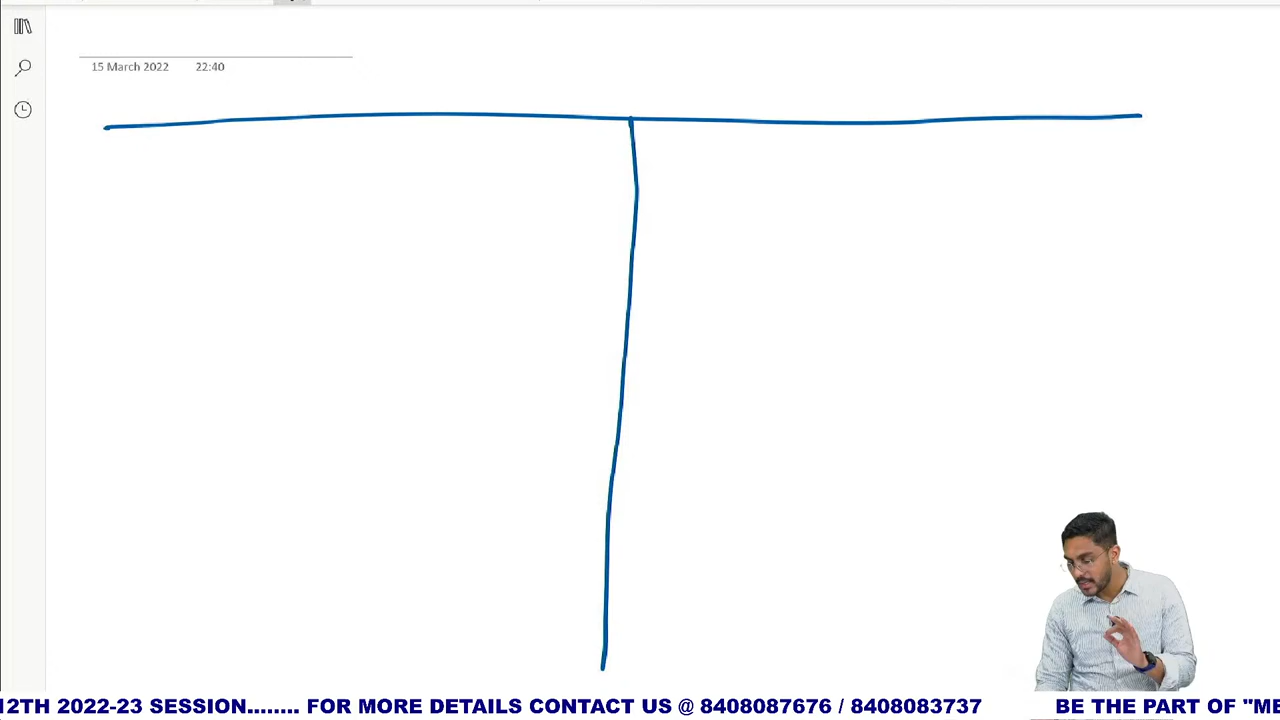 15 March 2022 22:40
12TH 2022-23 SESSION........ FOR MORE DETAILS CONTACT US @ 8408087676 / 8408083737 BE THE PART OF "ME